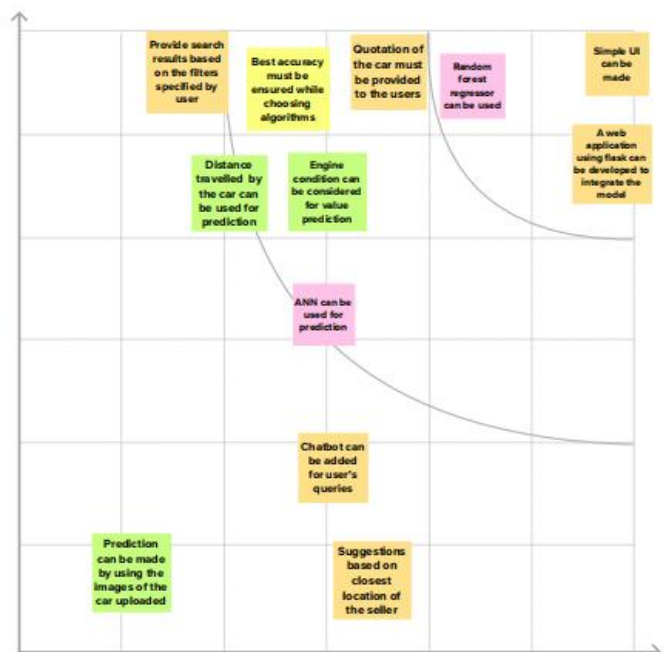 Provide search
results based
on the filters
specified by
user
Best accuracy
must be
ensured while
choosing
algorithms
Quotation of
the car must
be provided
to the users
Random
forest
regressor
can be used
Simple UI
can be
made
A web
application
using flask can
be developed to
integrate the
model
Distance
travelled by
the car can
be used for
prediction
Engine
condition can
be considered
for value
prediction
ANN can be
used for
prediction
Chatbot can
be added
for user's
queries
Prediction
can be made
by using the
images of the
car uploaded
Suggestions
based on
closest
location of
the seller